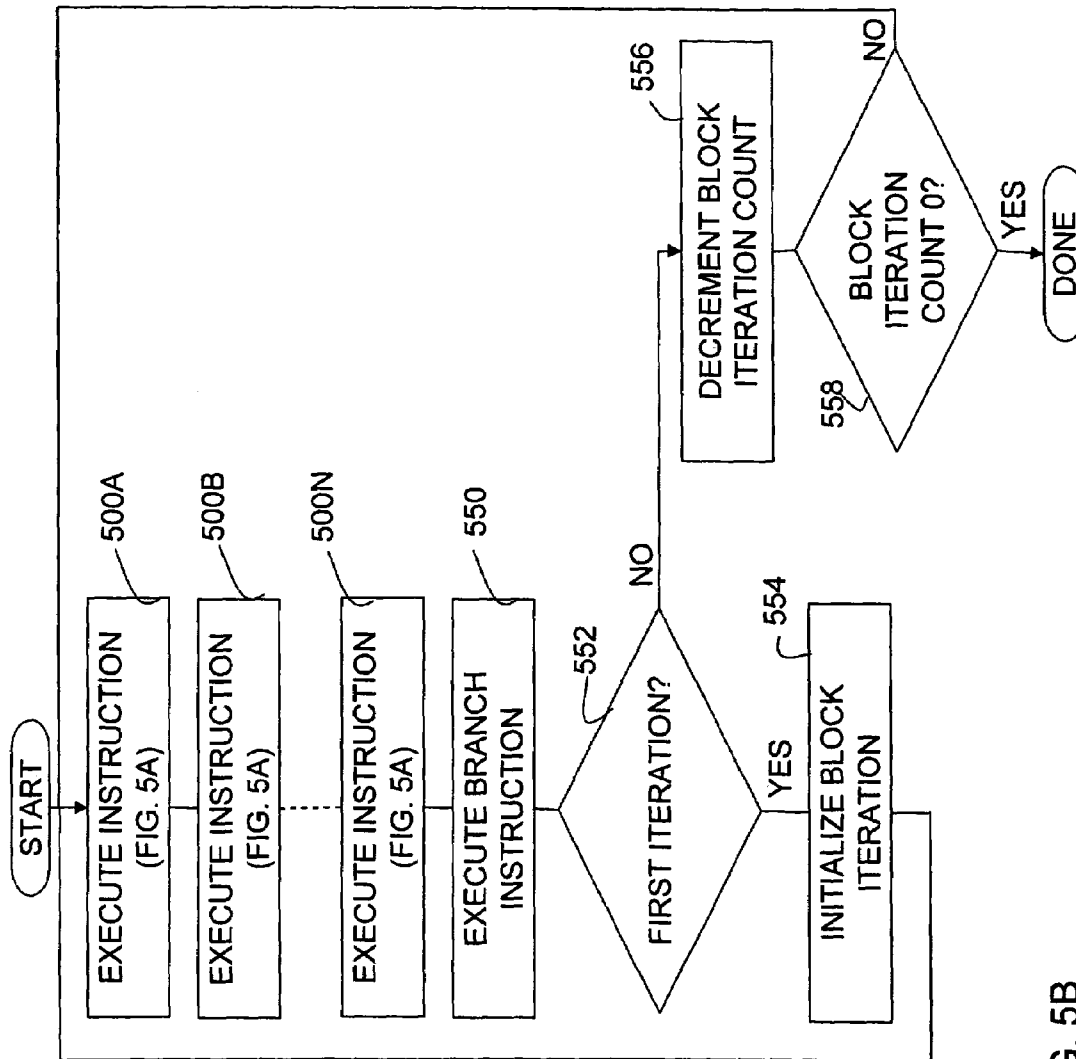 START
EXECUTE INSTRUCTION
(FIG. 5A)
500A
EXECUTE INSTRUCTION
(FIG. 5A)
500B
EXECUTE INSTRUCTION
(FIG. 5A)
500N
EXECUTE BRANCH
INSTRUCTION
550
FIRST ITERATION?
552
NO
YES
INITIALIZE BLOCK
ITERATION
554
DECREMENT BLOCK
ITERATION COUNT
556
BLOCK
ITERATION
COUNT 0?
558
NO
YES
DONE
G. 5B